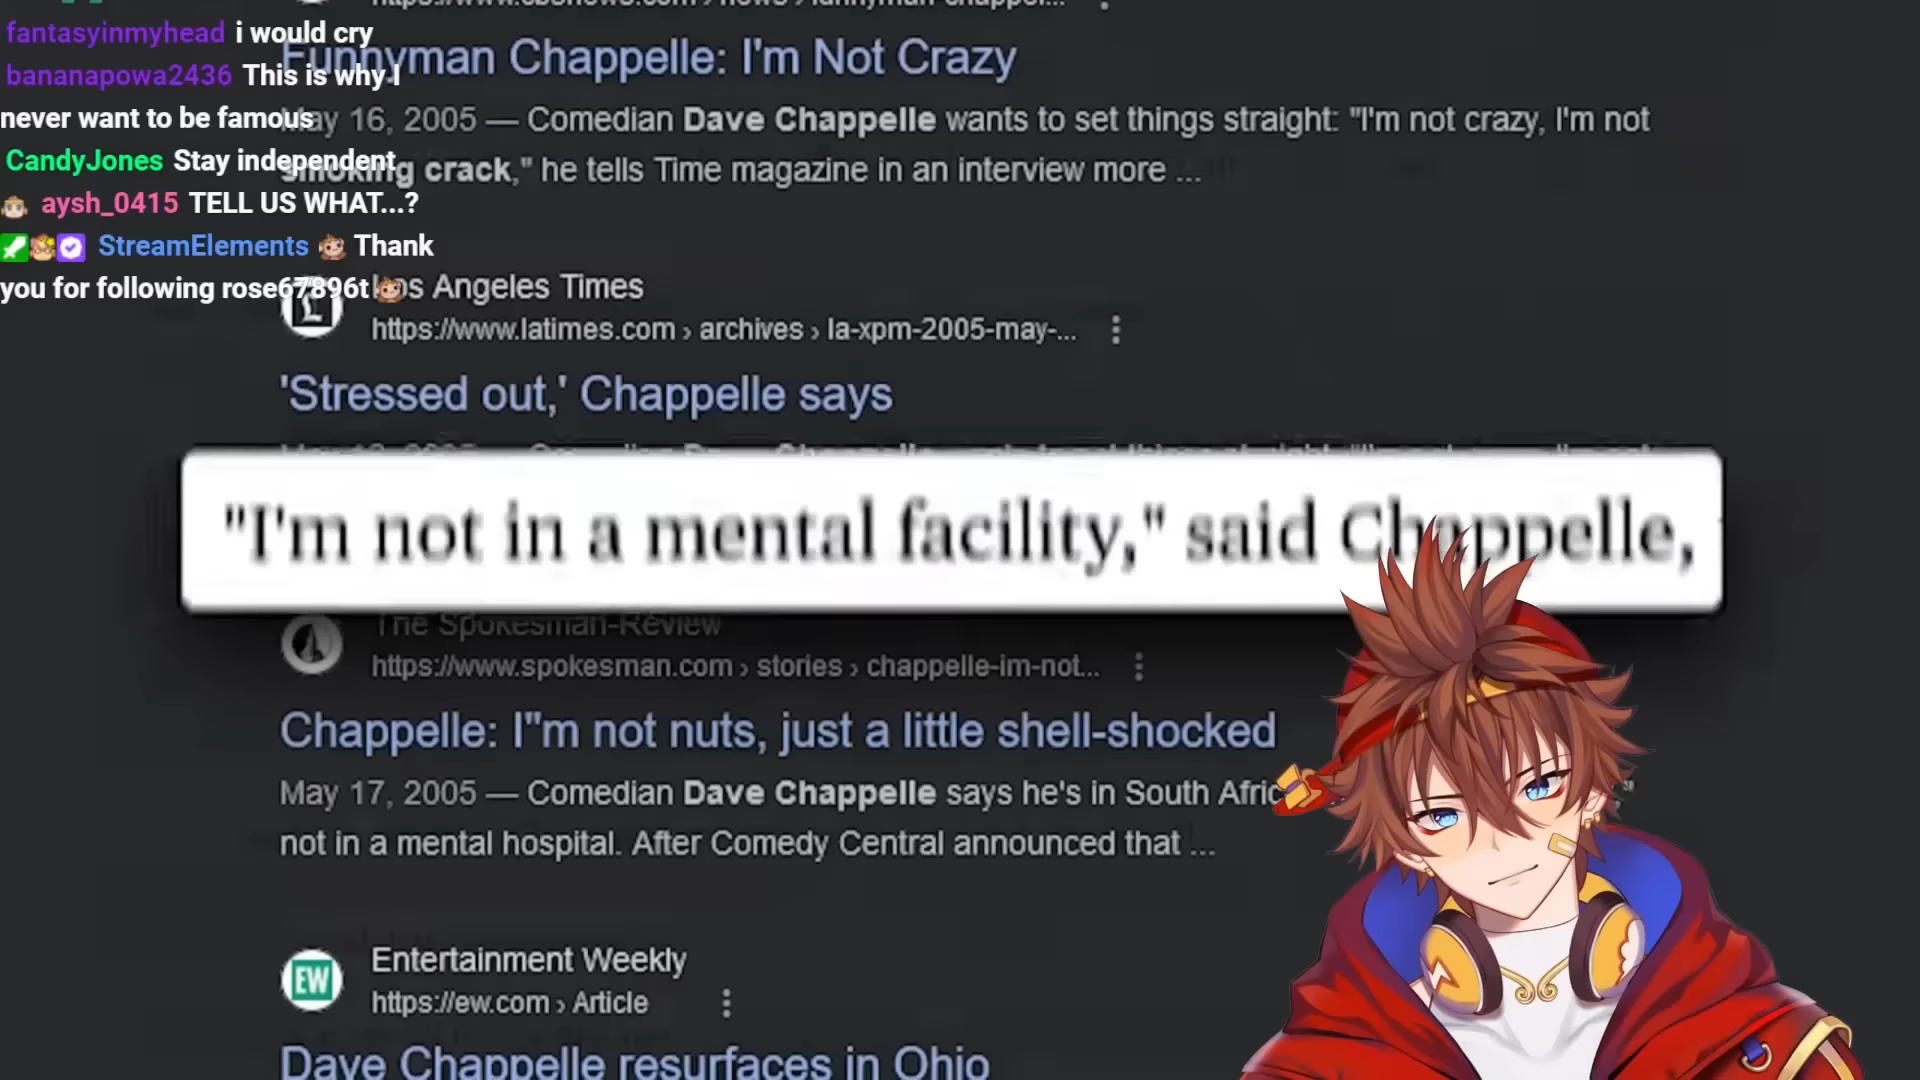 fantasyinmyhead i would cry
bananapowa2436 This is why I
never want to be famous
CandyJones Stay independent
aysh_0415 TELL US WHAT...?
StreamElements Thank
you for following rose67896t
Funnyman Chappelle: I'm Not Crazy
May 16, 2005 — Comedian Dave Chappelle wants to set things straight: "I'm not crazy, I'm not
smoking crack," he tells Time magazine in an interview more ...
Los Angeles Times
https://www.latimes.com › archives › la-xpm-2005-may-...
'Stressed out,' Chappelle says
"I'm not in a mental facility," said Chappelle,
The Spokesman-Review
https://www.spokesman.com › stories › chappelle-im-not...
Chappelle: I"m not nuts, just a little shell-shocked
May 17, 2005 — Comedian Dave Chappelle says he's in South
not in a mental hospital. After Comedy Central announced that ...
EW
Entertainment Weekly
https://ew.com › Article
Dave Chappelle resurfaces in Ohio